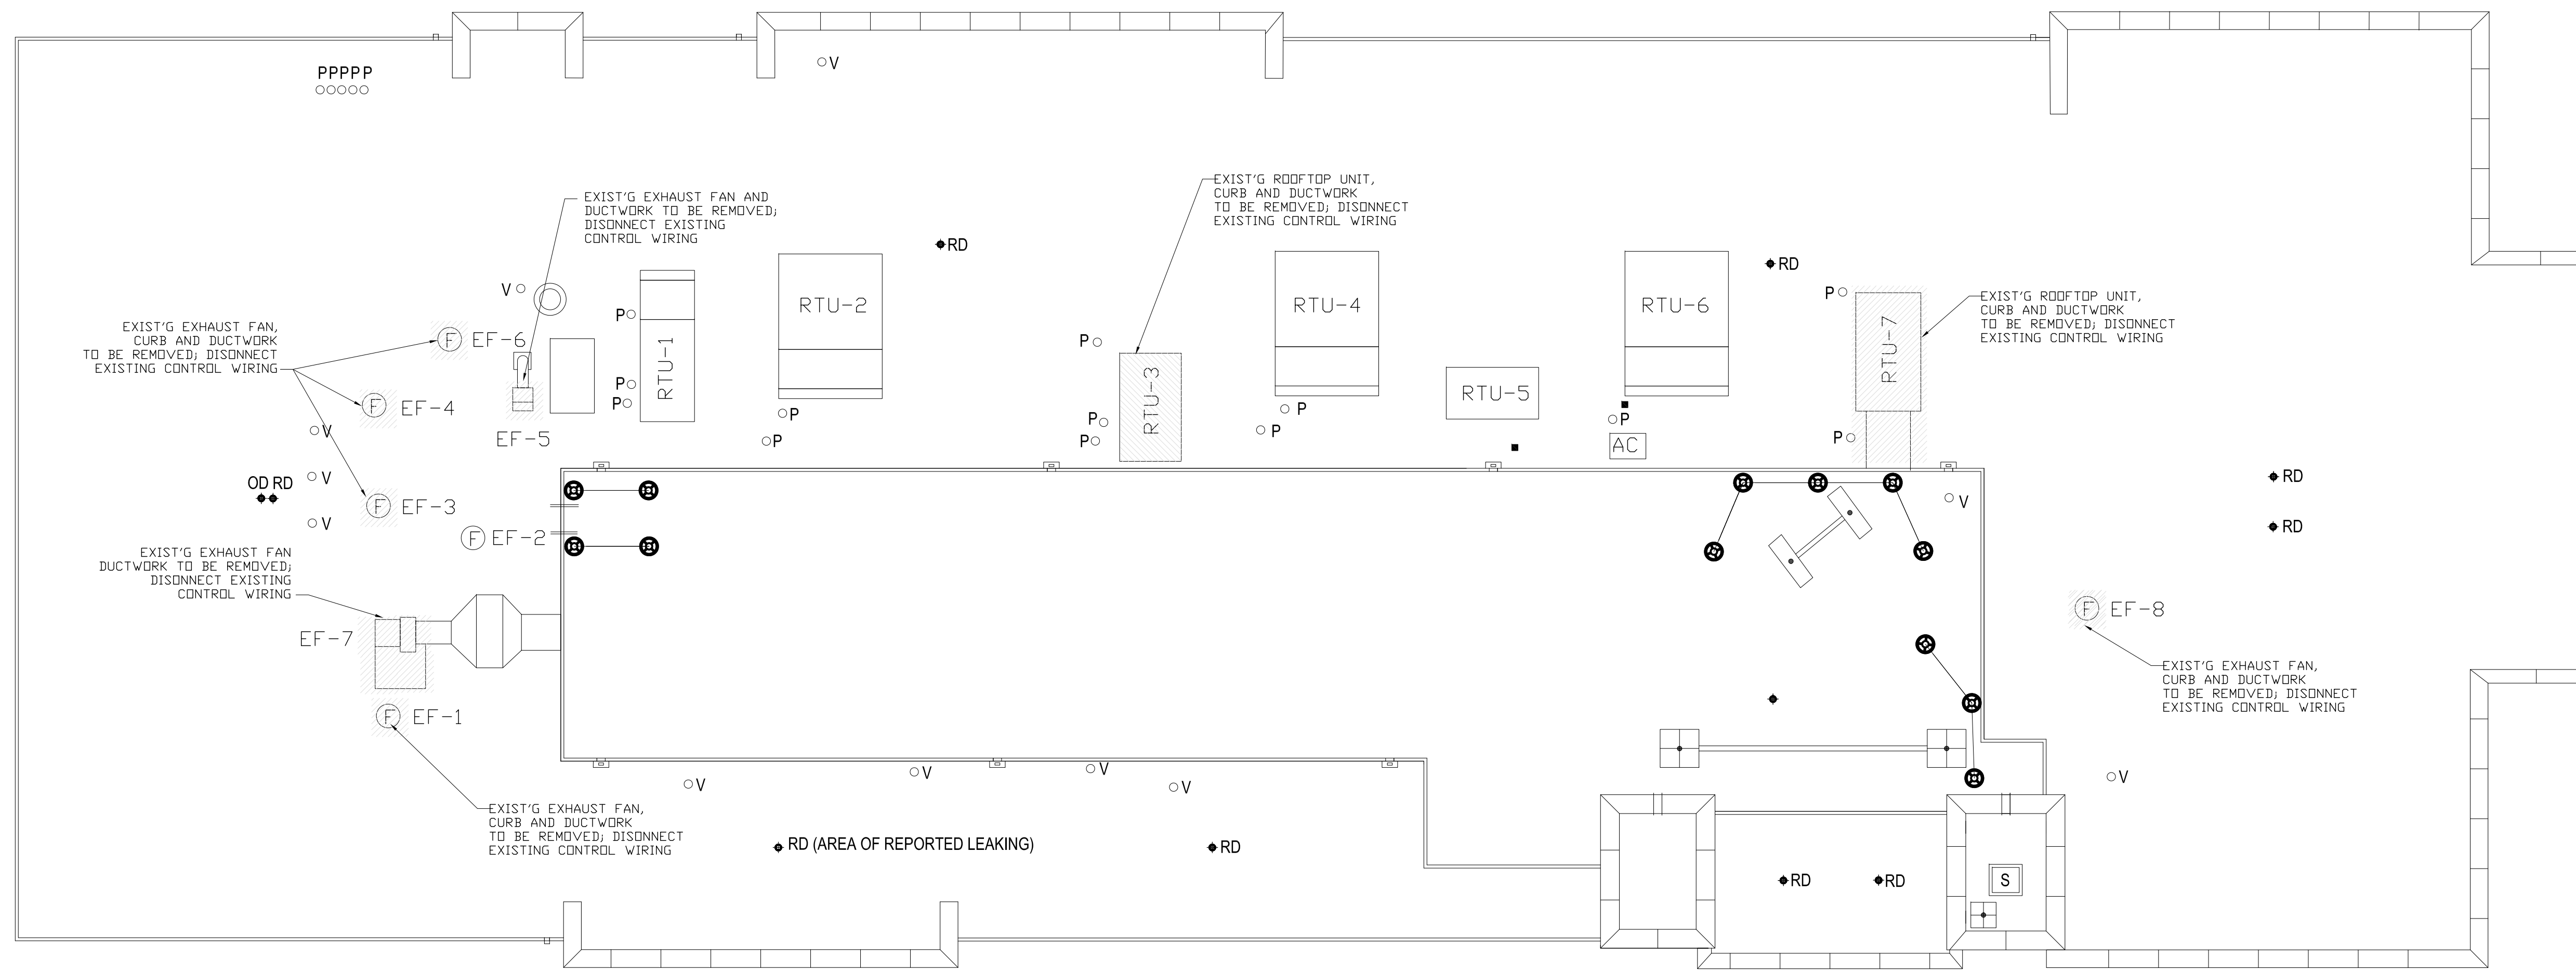 PPPPP
V
EXIST'G EXHAUST FAN AND
DUCTWORK TO BE REMOVED;
DISONNECT EXISTING
CONTROL WIRING
EXIST'G ROOFTOP UNIT,
CURB AND DUCTWORK
TO BE REMOVED; DISONNECT
EXISTING CONTROL WIRING
RD
RD
V
P
RTU-2
RTU-4
RTU-6
P
RTU-7
EXIST'G ROOFTOP UNIT,
CURB AND DUCTWORK
TO BE REMOVED; DISONNECT
EXISTING CONTROL WIRING
EXIST'G EXHAUST FAN,
CURB AND DUCTWORK
TO BE REMOVED; DISONNECT
EXISTING CONTROL WIRING
F EF-6
RTU-1
P
P
P
RTU-3
RTU-5
F EF-4
EF-5
P
P
P
P
P
P
P
AC
P
V
V
OD RD
F EF-3
F EF-2
V
V
RD
RD
EXIST'G EXHAUST FAN
DUCTWORK TO BE REMOVED;
DISONNECT EXISTING
CONTROL WIRING
EF-7
F EF-8
EXIST'G EXHAUST FAN,
CURB AND DUCTWORK
TO BE REMOVED; DISONNECT
EXISTING CONTROL WIRING
F EF-1
V
V
V
V
V
EXIST'G EXHAUST FAN,
CURB AND DUCTWORK
TO BE REMOVED; DISONNECT
EXISTING CONTROL WIRING
RD (AREA OF REPORTED LEAKING)
RD
RD
RD
S